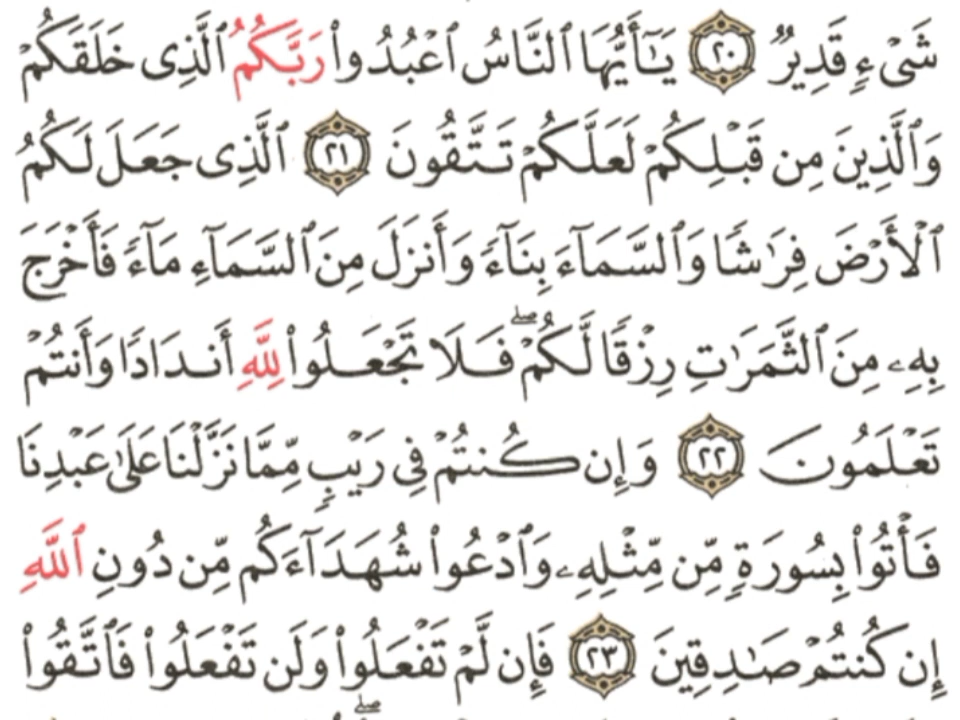 شَىْءٍ قَدِيرٌ ٢٠ يَـٰٓأَيُّهَا ٱلنَّاسُ ٱعْبُدُوا۟ رَبَّكُمُ ٱلَّذِى خَلَقَكُمْ
وَٱلَّذِينَ مِن قَبْلِكُمْ لَعَلَّكُمْ تَتَّقُونَ ٢١ ٱلَّذِى جَعَلَ لَكُمُ
ٱلْأَرْضَ فِرَٰشًا وَٱلسَّمَآءَ بِنَآءً وَأَنزَلَ مِنَ ٱلسَّمَآءِ مَآءً فَأَخْرَجَ
بِهِۦ مِنَ ٱلثَّمَرَٰتِ رِزْقًا لَّكُمْ ۖ فَلَا تَجْعَلُوا۟ لِلَّهِ أَندَادًا وَأَنتُمْ
تَعْلَمُونَ ٢٢ وَإِن كُنتُمْ فِى رَيْبٍ مِّمَّا نَزَّلْنَا عَلَىٰ عَبْدِنَا
فَأْتُوا۟ بِسُورَةٍ مِّن مِّثْلِهِۦ وَٱدْعُوا۟ شُهَدَآءَكُم مِّن دُونِ ٱللَّهِ
إِن كُنتُمْ صَـٰدِقِينَ ٢٣ فَإِن لَّمْ تَفْعَلُوا۟ وَلَن تَفْعَلُوا۟ فَٱتَّقُوا۟